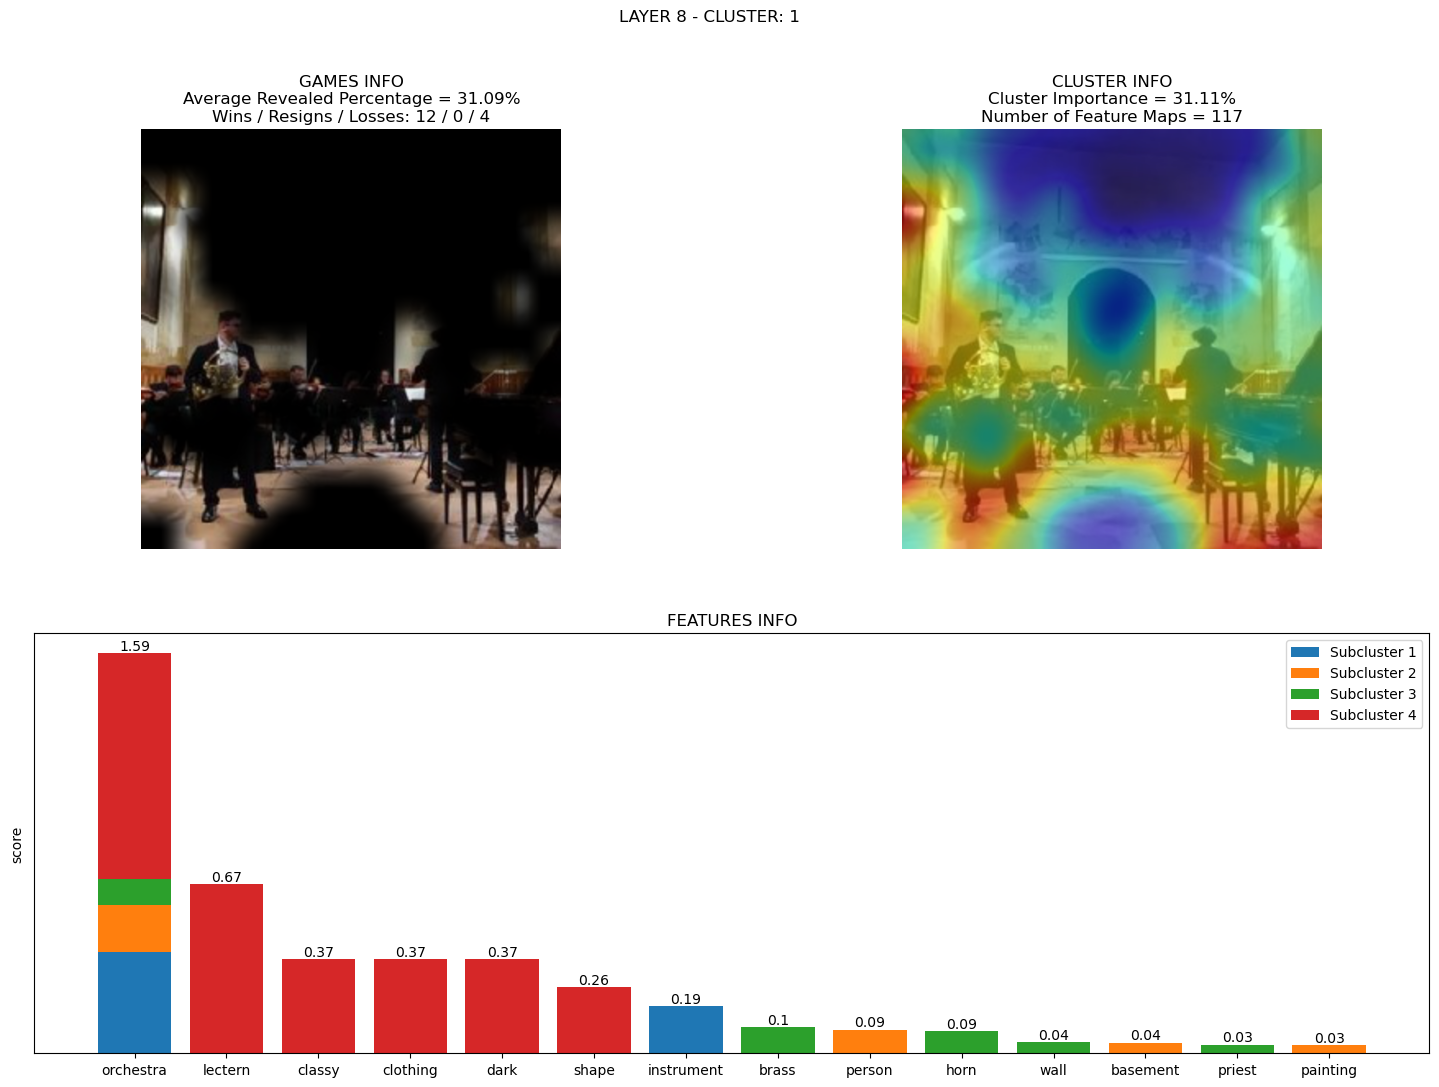 LAYER 8 - CLUSTER: 1
GAMES INFO
Average Revealed Percentage = 31.09%
Wins / Resigns / Losses: 12 / 0 / 4
CLUSTER INFO
Cluster Importance = 31.11%
Number of Feature Maps = 117
FEATURES INFO
score
1.59
0.67
0.37
0.37
0.37
0.26
0.19
0.1
0.09
0.09
0.04
0.04
0.03
0.03
Subcluster 1
Subcluster 2
Subcluster 3
Subcluster 4
orchestra lectern classy clothing dark shape instrument brass person horn wall basement priest painting